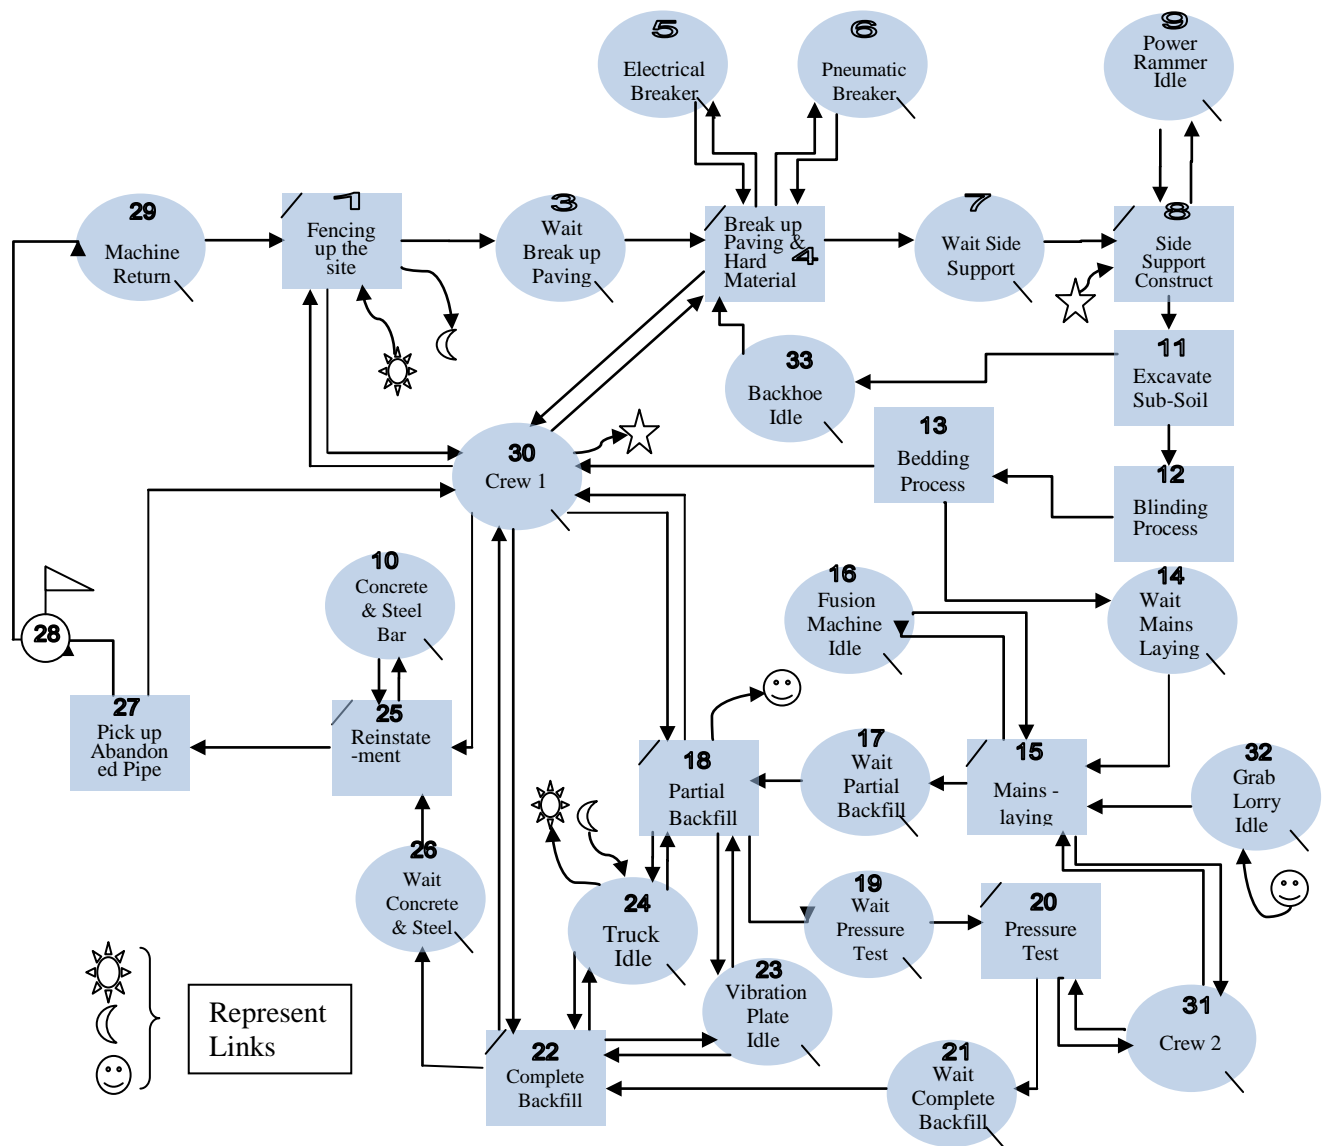 5
Electrical
Breaker
6
Pneumatic
Breaker
9
Power
Rammer
Idle
29
Machine
Return
1
Fencing
up the
site
3
Wait
Break up
Paving
Break up
Paving &
Hard 4
Material
7
Wait Side
Support
8
Side
Support
Construct
33
Backhoe
Idle
11
Excavate
Sub-Soil
30
Crew 1
13
Bedding
Process
12
Blinding
Process
10
Concrete
& Steel
Bar
16
Fusion
Machine
Idle
14
Wait
Mains
Laying
28
27
Pick up
Abandon
ed Pipe
25
Reinstate
-ment
18
Partial
Backfill
17
Wait
Partial
Backfill
15
Mains -
laying
32
Grab
Lorry
Idle
26
Wait
Concrete
& Steel
24
Truck
Idle
19
Wait
Pressure
Test
20
Pressure
Test
23
Vibration
Plate
Idle
31
Crew 2
Represent
Links
22
Complete
Backfill
21
Wait
Complete
Backfill